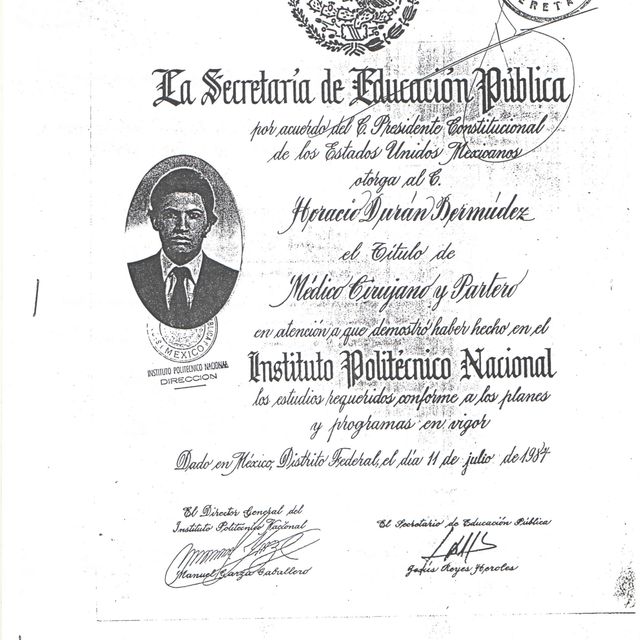 CRETA
La Secretaría de Educación Pública
por acuerdo del C. Presidente Constitucional
de los Estados Unidos Mexicanos
otorga al C.
Horacio Durán Bermúdez
el Título de
Médico Cirujano y Partero
en atención a que demostró haber hecho en el
Instituto Politécnico Nacional
los estudios requeridos conforme a los planes
y programas en vigor
Dado en México, Distrito Federal, el día 11 de julio de 1984
MEXICO
INSTITUTO POLITECNICO NACIONAL
DIRECCION
El Director General del
Instituto Politécnico Nacional
Manuel Garza Caballero
El Secretario de Educación Pública
Jesús Reyes Heroles